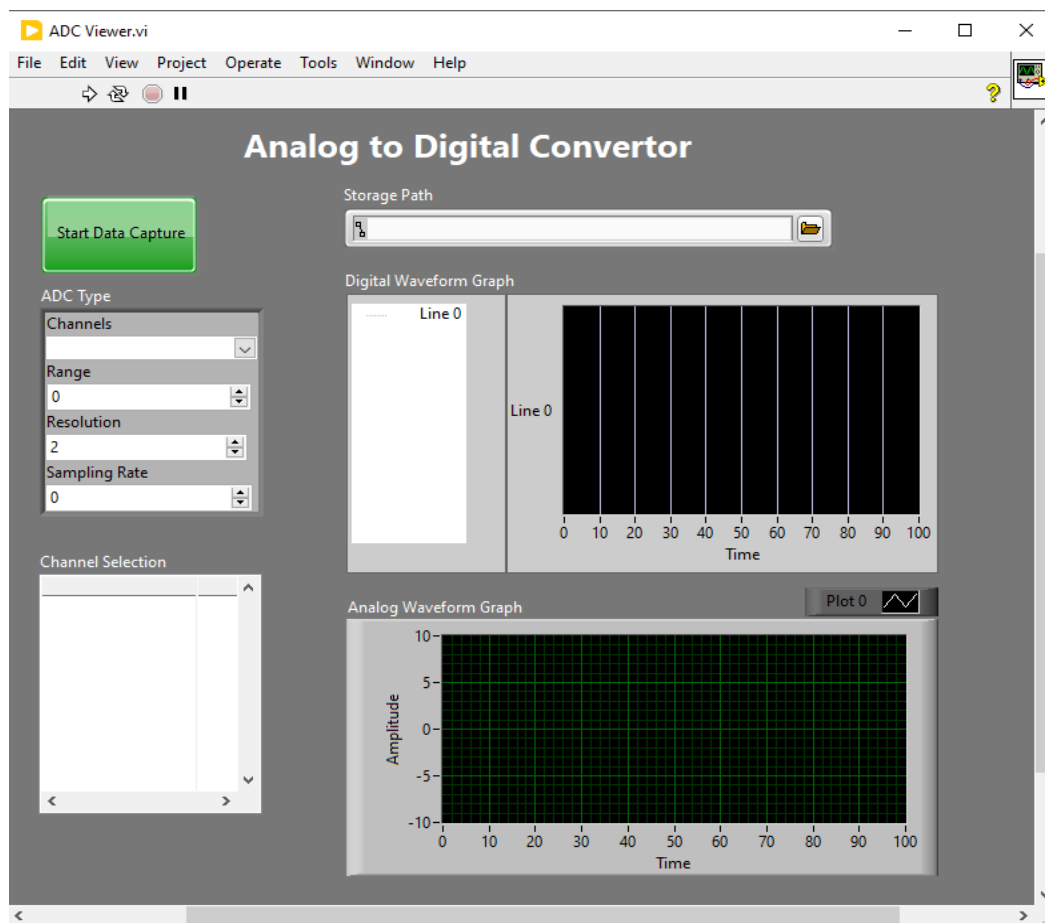 ADC Viewer.vi
File Edit View Project Operate Tools Window Help
Analog to Digital Convertor
Start Data Capture
Storage Path
ADC Type
Channels
Range
0
Resolution
2
Sampling Rate
0
Channel Selection
Digital Waveform Graph
Line 0
Line 0
0 10 20 30 40 50 60 70 80 90 100
Time
Analog Waveform Graph
Plot 0
10
5
0
-5
-10
Amplitude
0 10 20 30 40 50 60 70 80 90 100
Time